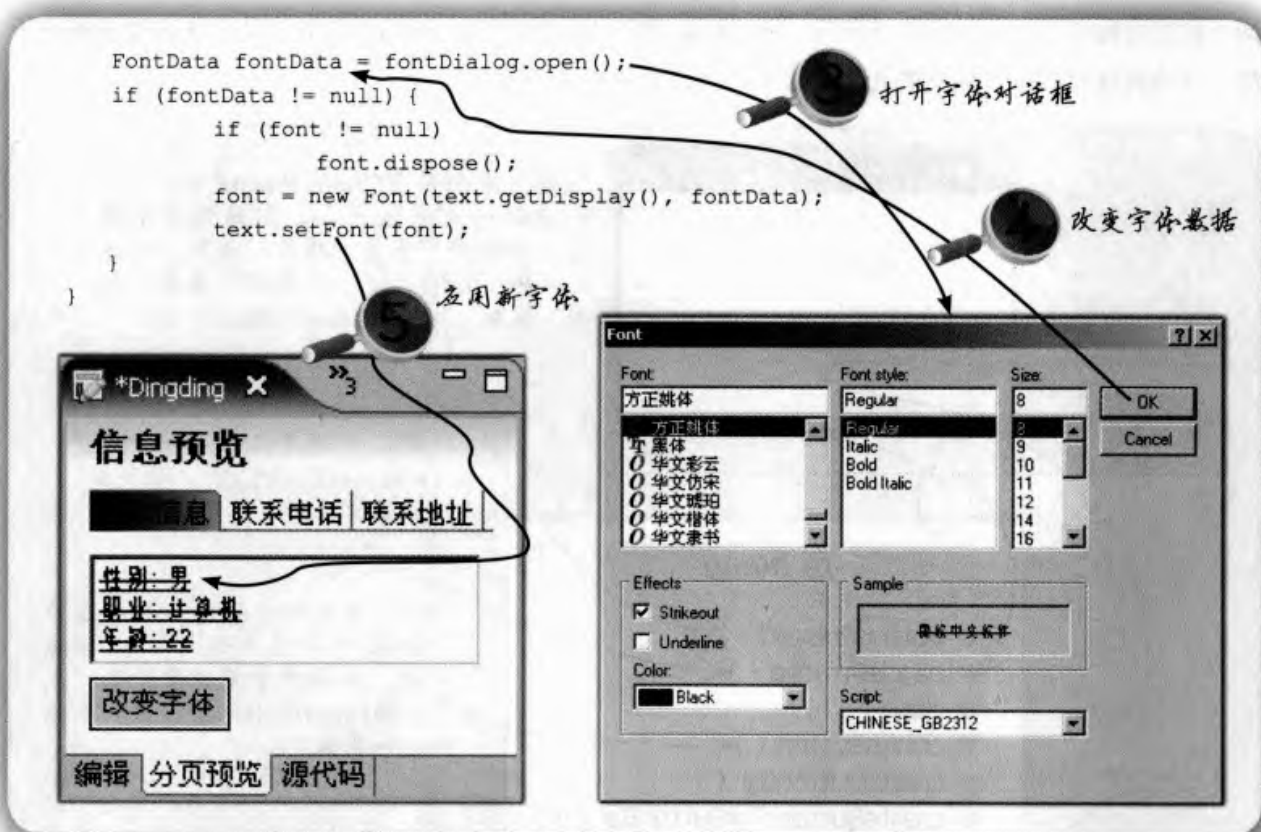 FontData fontData = fontDialog.open();
if (fontData != null) {
if (font != null)
font.dispose();
font = new Font(text.getDisplay(), fontData);
text.setFont(font);
}
}
3 打开字体对话框
4 改变字体数据
5 应用新字体
*Dingding
3
信息预览
信息 联系电话 联系地址
性别:男
职业:计算机
年龄:22
改变字体
编辑 分页预览 源代码
Font
Font: Font style: Size:
方正姚体 Regular 8
OK
Cancel
方正姚体
黑体
华文彩云
华文仿宋
华文琥珀
华文楷体
华文隶书
Regular
Italic
Bold
Bold Italic
8
9
10
11
12
14
16
Effects
Strikeout
Underline
Color:
Black
Sample
Script:
CHINESE_GB2312